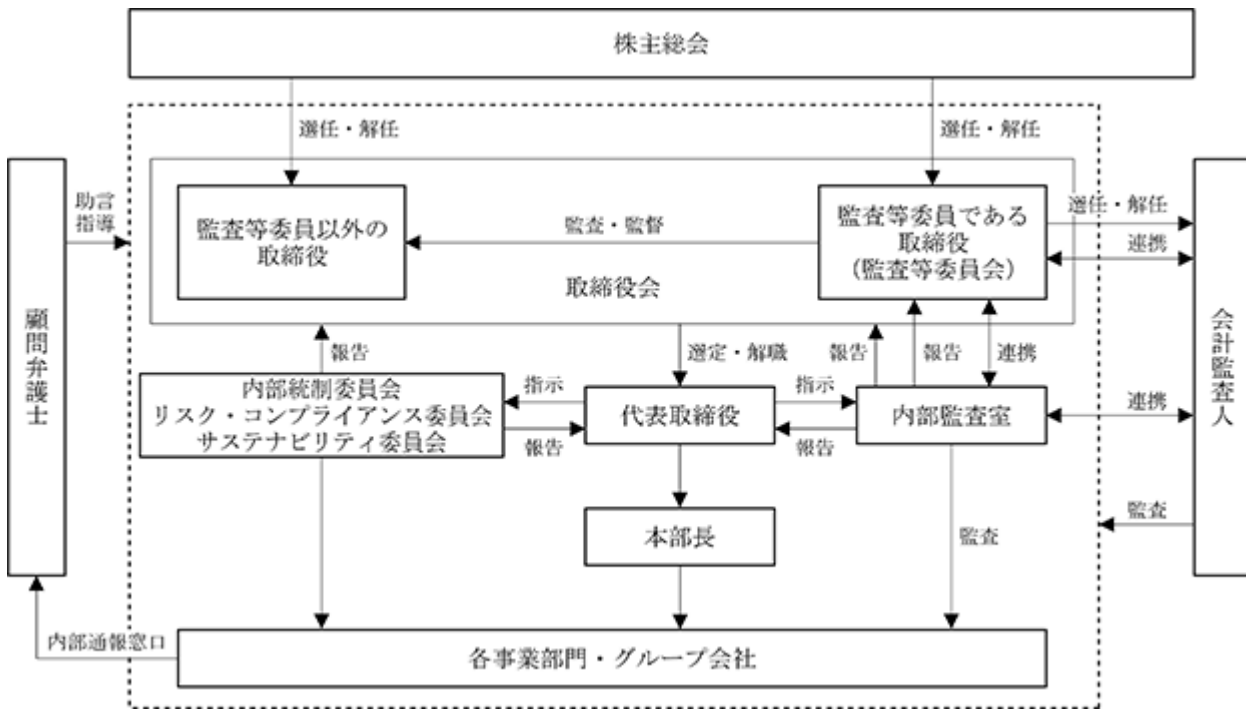 株主総会
選任・解任
選任・解任
監査等委員以外の
取締役
監査・監督
監査等委員である
取締役
（監査等委員会）
取締役会
選任・解任
連携
助言
指導
顧問弁護士
会計監査人
報告
選定・解職
報告
報告
連携
内部統制委員会
リスク・コンプライアンス委員会
サステナビリティ委員会
指示
報告
代表取締役
指示
報告
内部監査室
連携
本部長
監査
監査
内部通報窓口
各事業部門・グループ会社